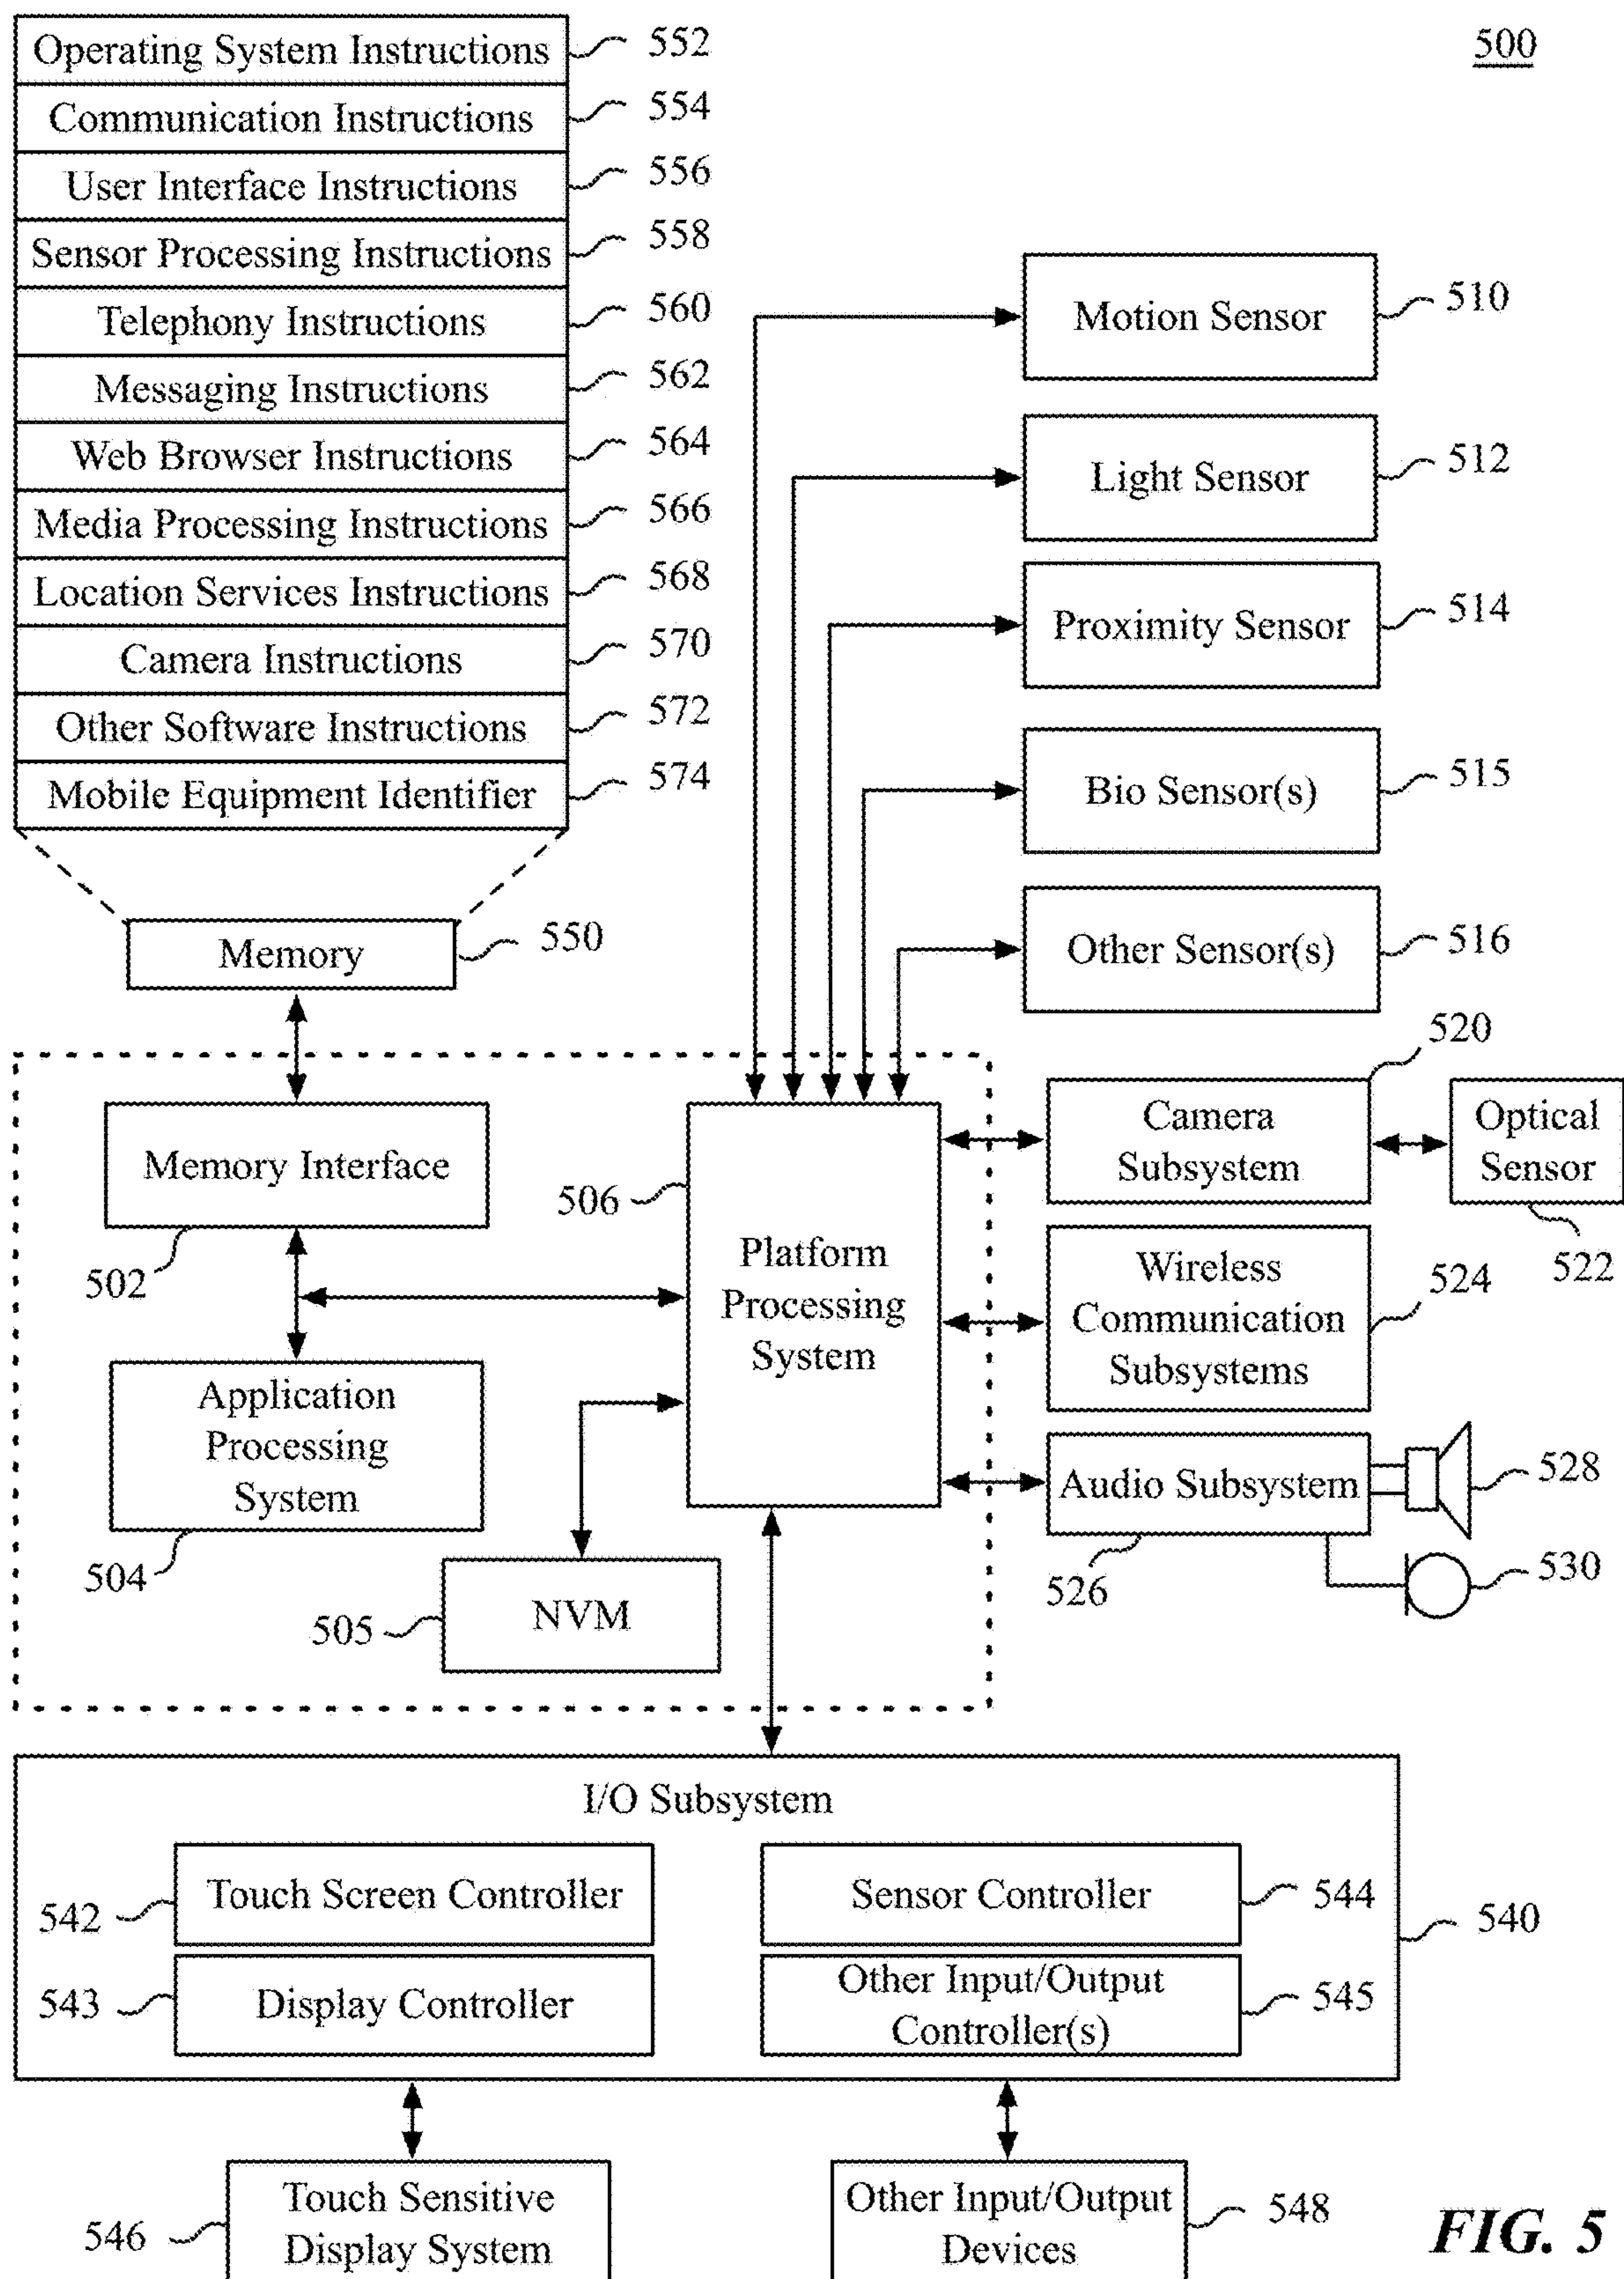 500
Operating System Instructions 552
Communication Instructions 554
User Interface Instructions 556
Sensor Processing Instructions 558
Telephony Instructions 560
Messaging Instructions 562
Web Browser Instructions 564
Media Processing Instructions 566
Location Services Instructions 568
Camera Instructions 570
Other Software Instructions 572
Mobile Equipment Identifier 574
Memory 550
Motion Sensor 510
Light Sensor 512
Proximity Sensor 514
Bio Sensor(s) 515
Other Sensor(s) 516
Memory Interface
502
Application
Processing
System
504
NVM
505
506
Platform
Processing
System
520
Camera
Subsystem
Optical
Sensor
522
Wireless
Communication
Subsystems
524
Audio Subsystem
526
528
530
I/O Subsystem
540
Touch Screen Controller
542
Display Controller
543
Sensor Controller
544
Other Input/Output
Controller(s)
545
Touch Sensitive
Display System
546
Other Input/Output
Devices
548
FIG. 5